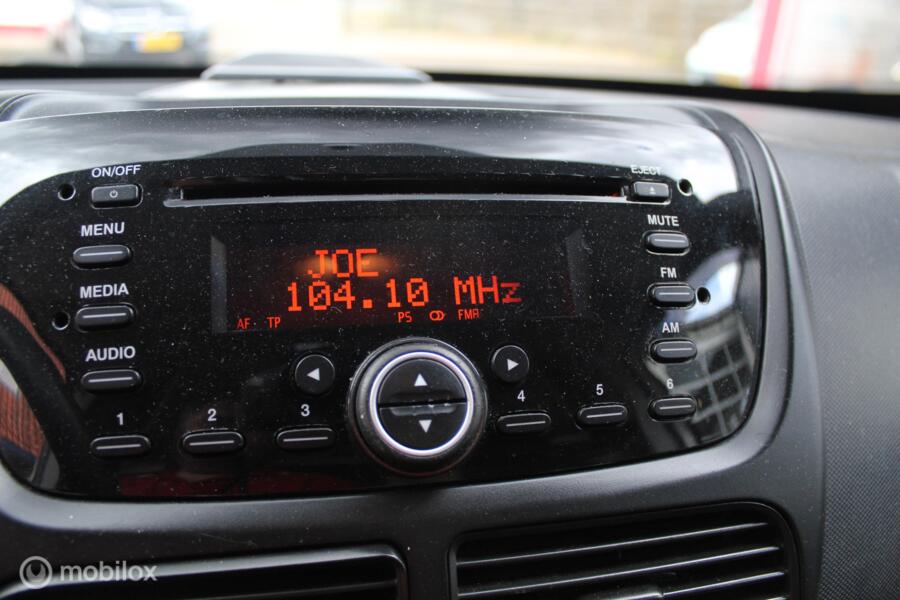 ON/OFF
EJECT
MENU
MUTE
JOE
104.10 MHz
MEDIA
FM
AF TP PS FMA
AUDIO
AM
1 2 3 4 5 6
mobilox